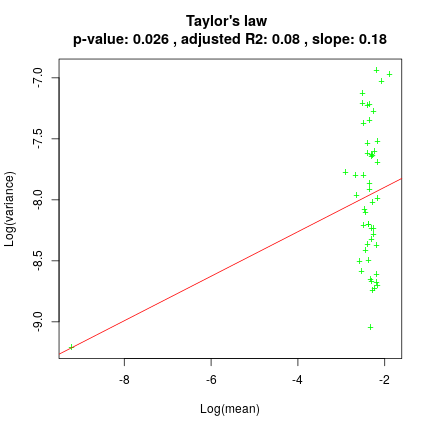 Taylor's law
p-value: 0.026 , adjusted R2: 0.08 , slope: 0.18
Log(variance)
-7.0
-7.5
-8.0
-8.5
-9.0
-8
-6
-4
-2
Log(mean)